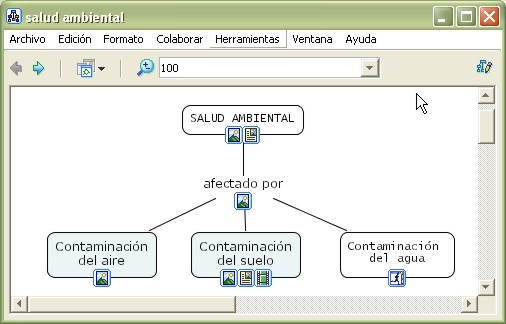 salud ambiental
Archivo Edición Formato Colaborar Herramientas Ventana Ayuda
100
SALUD AMBIENTAL
afectado por
Contaminación
del aire
Contaminación
del suelo
Contaminación
del agua